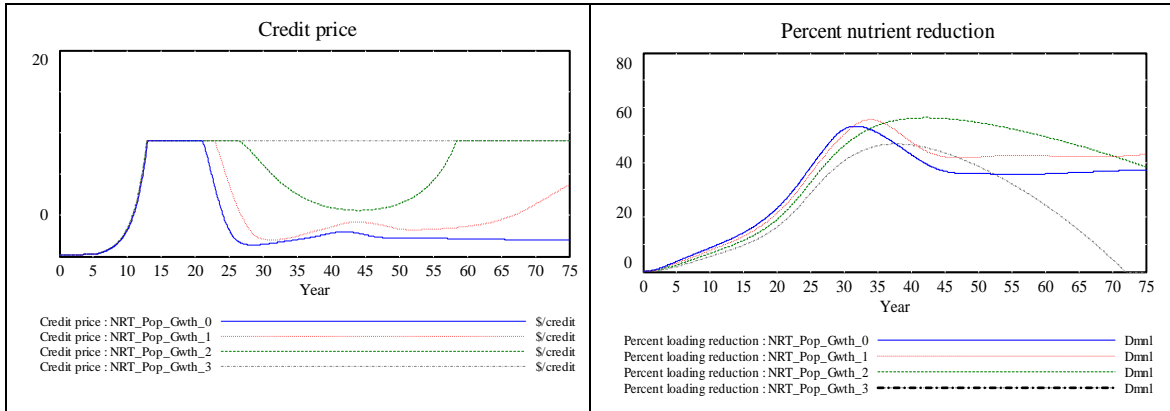 Credit price
20
0
0 5 10 15 20 25 30 35 40 45 50 55 60 65 70 75
Year
Credit price : NRT_Pop_Gwth_0 $/credit
Credit price : NRT_Pop_Gwth_1 $/credit
Credit price : NRT_Pop_Gwth_2 $/credit
Credit price : NRT_Pop_Gwth_3 $/credit
Percent nutrient reduction
80
60
40
20
0
0 5 10 15 20 25 30 35 40 45 50 55 60 65 70 75
Year
Percent loading reduction : NRT_Pop_Gwth_0 Dmnl
Percent loading reduction : NRT_Pop_Gwth_1 Dmnl
Percent loading reduction : NRT_Pop_Gwth_2 Dmnl
Percent loading reduction : NRT_Pop_Gwth_3 Dmnl